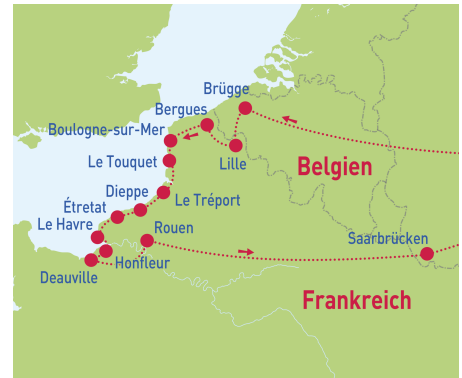 Brügge
Bergues
Boulogne-sur-Mer
Lille
Belgien
Le Touquet
Dieppe
Le Tréport
Étretat
Le Havre
Rouen
Saarbrücken
Honfleur
Deauville
Frankreich